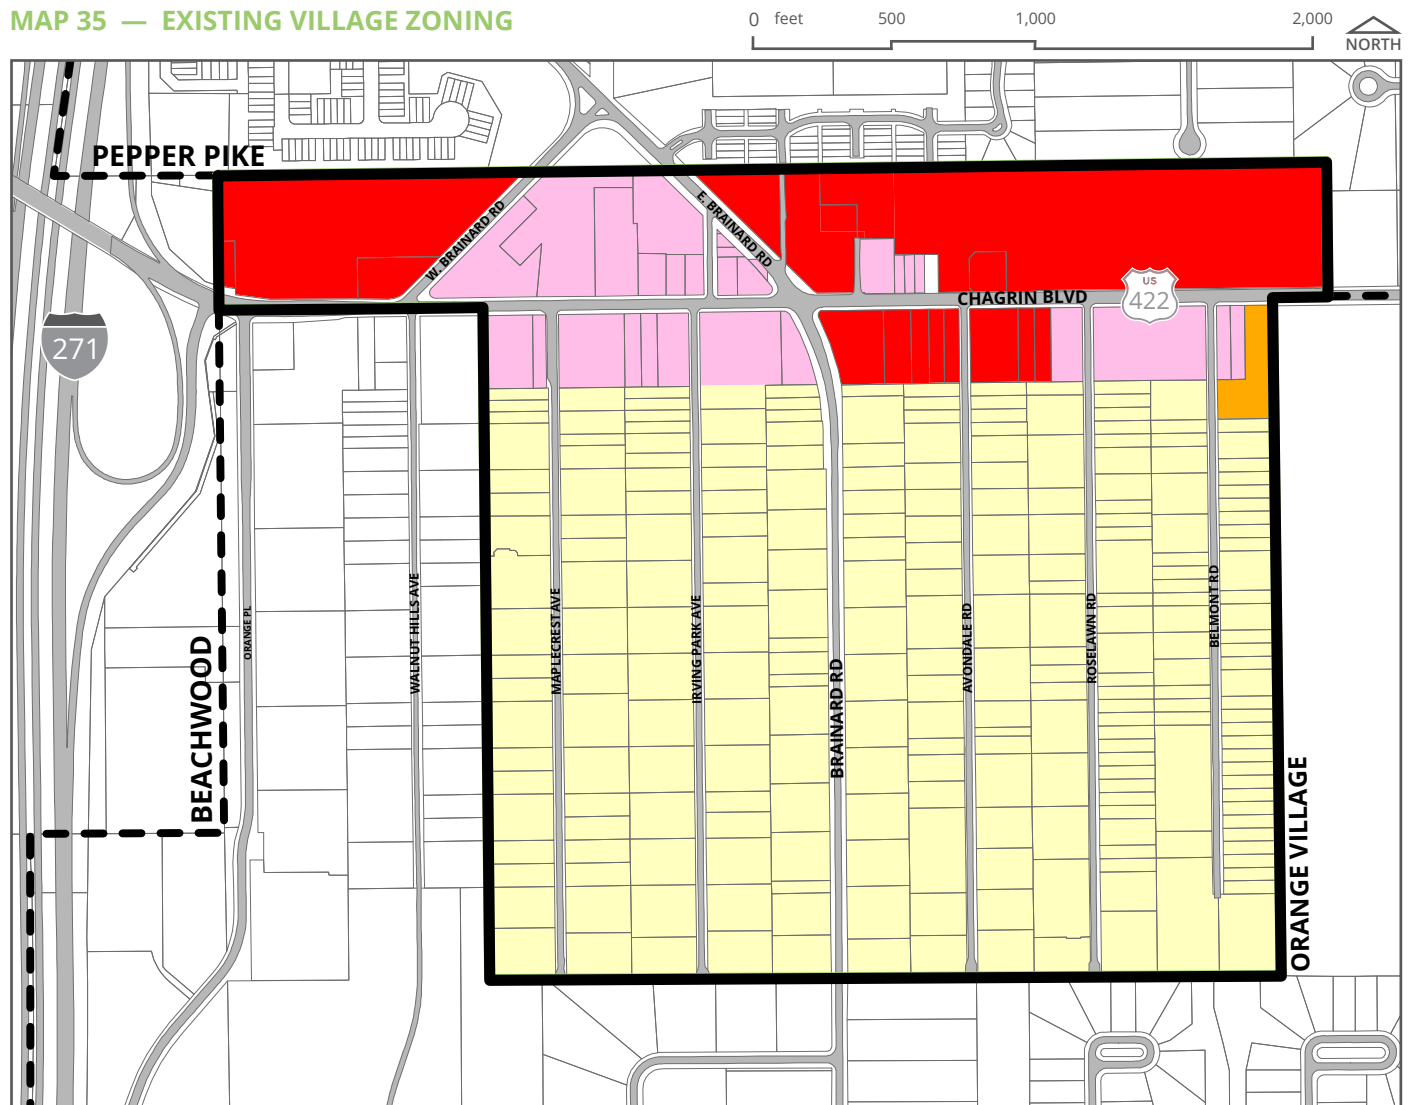 MAP 35 — EXISTING VILLAGE ZONING
0 feet 500 1,000 2,000
NORTH
PEPPER PIKE
W. BRAINARD RD
E. BRAINARD RD
CHAGRIN BLVD
US
422
271
BEACHWOOD
ORANGE PL
WALNUT HILLS AVE
MAPLECREST AVE
IRVING PARK AVE
BRAINARD RD
AVONDALE RD
ROSELAWN RD
BELMONT RD
ORANGE VILLAGE